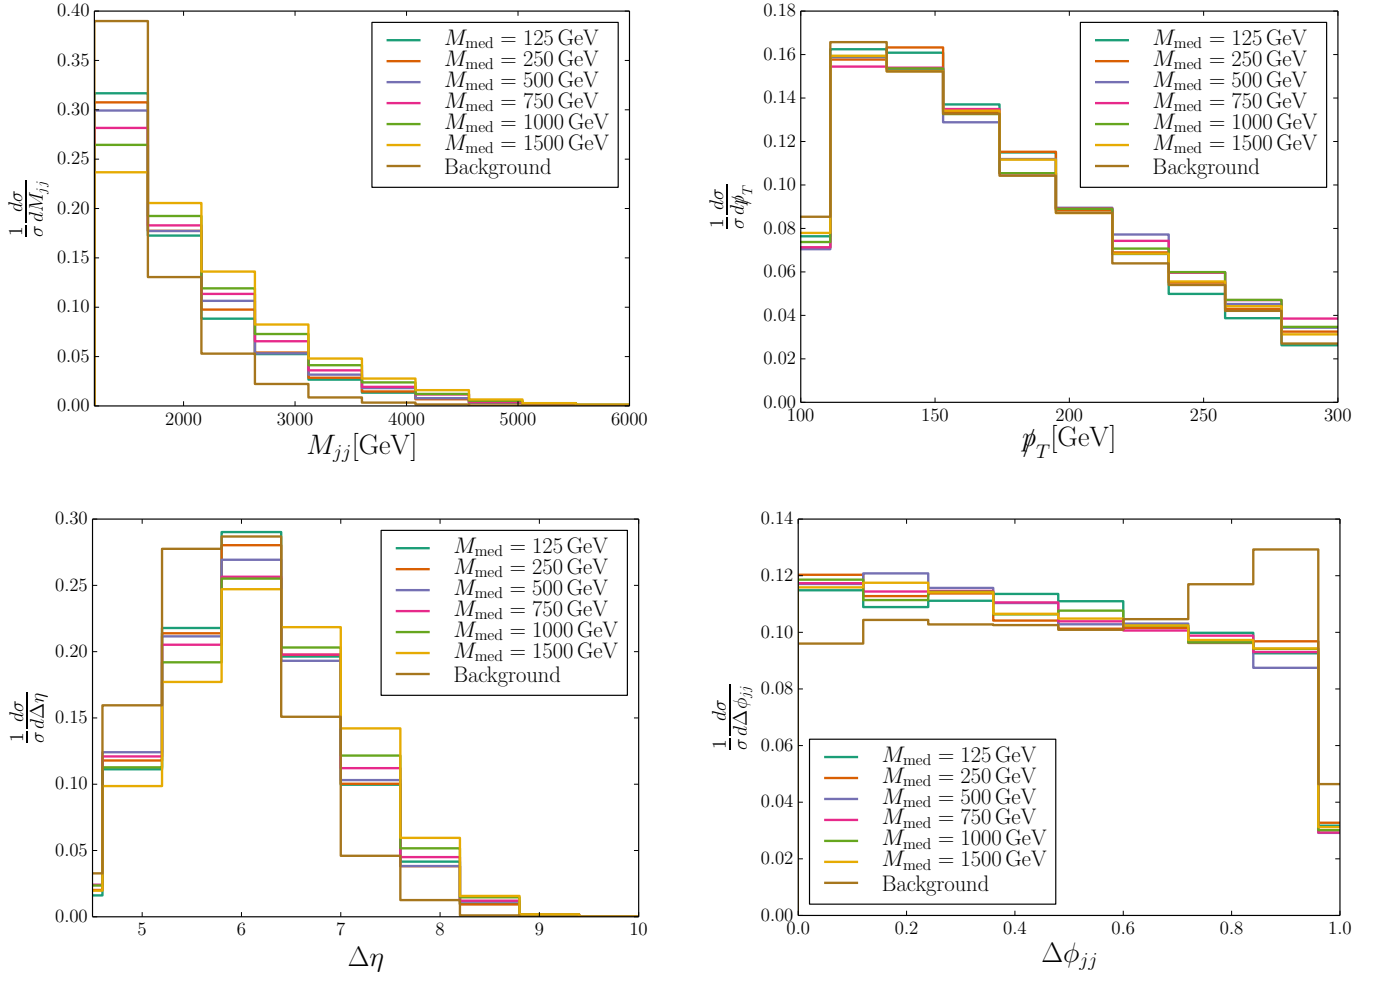 0.40
0.35
0.30
0.25
0.20
0.15
0.10
0.05
0.00
1/σ dσ/dM_jj
M_med = 125 GeV
M_med = 250 GeV
M_med = 500 GeV
M_med = 750 GeV
M_med = 1000 GeV
M_med = 1500 GeV
Background
2000 3000 4000 5000 6000
M_jj[GeV]
0.18
0.16
0.14
0.12
0.10
0.08
0.06
0.04
0.02
0.00
1/σ dσ/dp̸_T
M_med = 125 GeV
M_med = 250 GeV
M_med = 500 GeV
M_med = 750 GeV
M_med = 1000 GeV
M_med = 1500 GeV
Background
100 150 200 250 300
p̸_T[GeV]
0.30
0.25
0.20
0.15
0.10
0.05
0.00
1/σ dσ/dΔη
M_med = 125 GeV
M_med = 250 GeV
M_med = 500 GeV
M_med = 750 GeV
M_med = 1000 GeV
M_med = 1500 GeV
Background
5 6 7 8 9 10
Δη
0.14
0.12
0.10
0.08
0.06
0.04
0.02
0.00
1/σ dσ/dΔϕ_jj
M_med = 125 GeV
M_med = 250 GeV
M_med = 500 GeV
M_med = 750 GeV
M_med = 1000 GeV
M_med = 1500 GeV
Background
0.0 0.2 0.4 0.6 0.8 1.0
Δϕ_jj